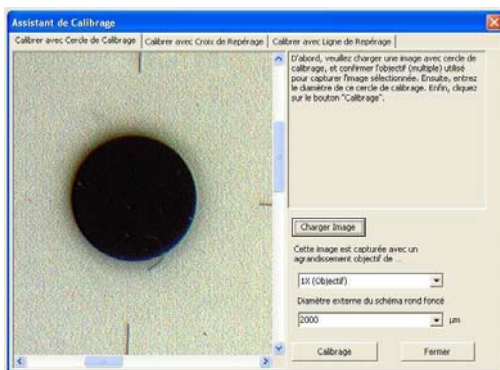 Assistant de Calibrage
Calibrer avec Cercle de Calibrage
Calibrer avec Croix de Repérage
Calibrer avec Ligne de Repérage
D'abord, veuillez charger une image avec cercle de
calibrage, et confirmer l'objectif (multiple) utilisé
pour capturer l'image sélectionnée. Ensuite, entrez
le diamètre de ce cercle de calibrage. Enfin, cliquez
sur le bouton "Calibrage".
Charger Image
Cette image est capturée avec un
agrandissement objectif de ...
1X (Objectif)
Diamètre externe du schéma rond foncé
2000 µm
Calibrage
Fermer